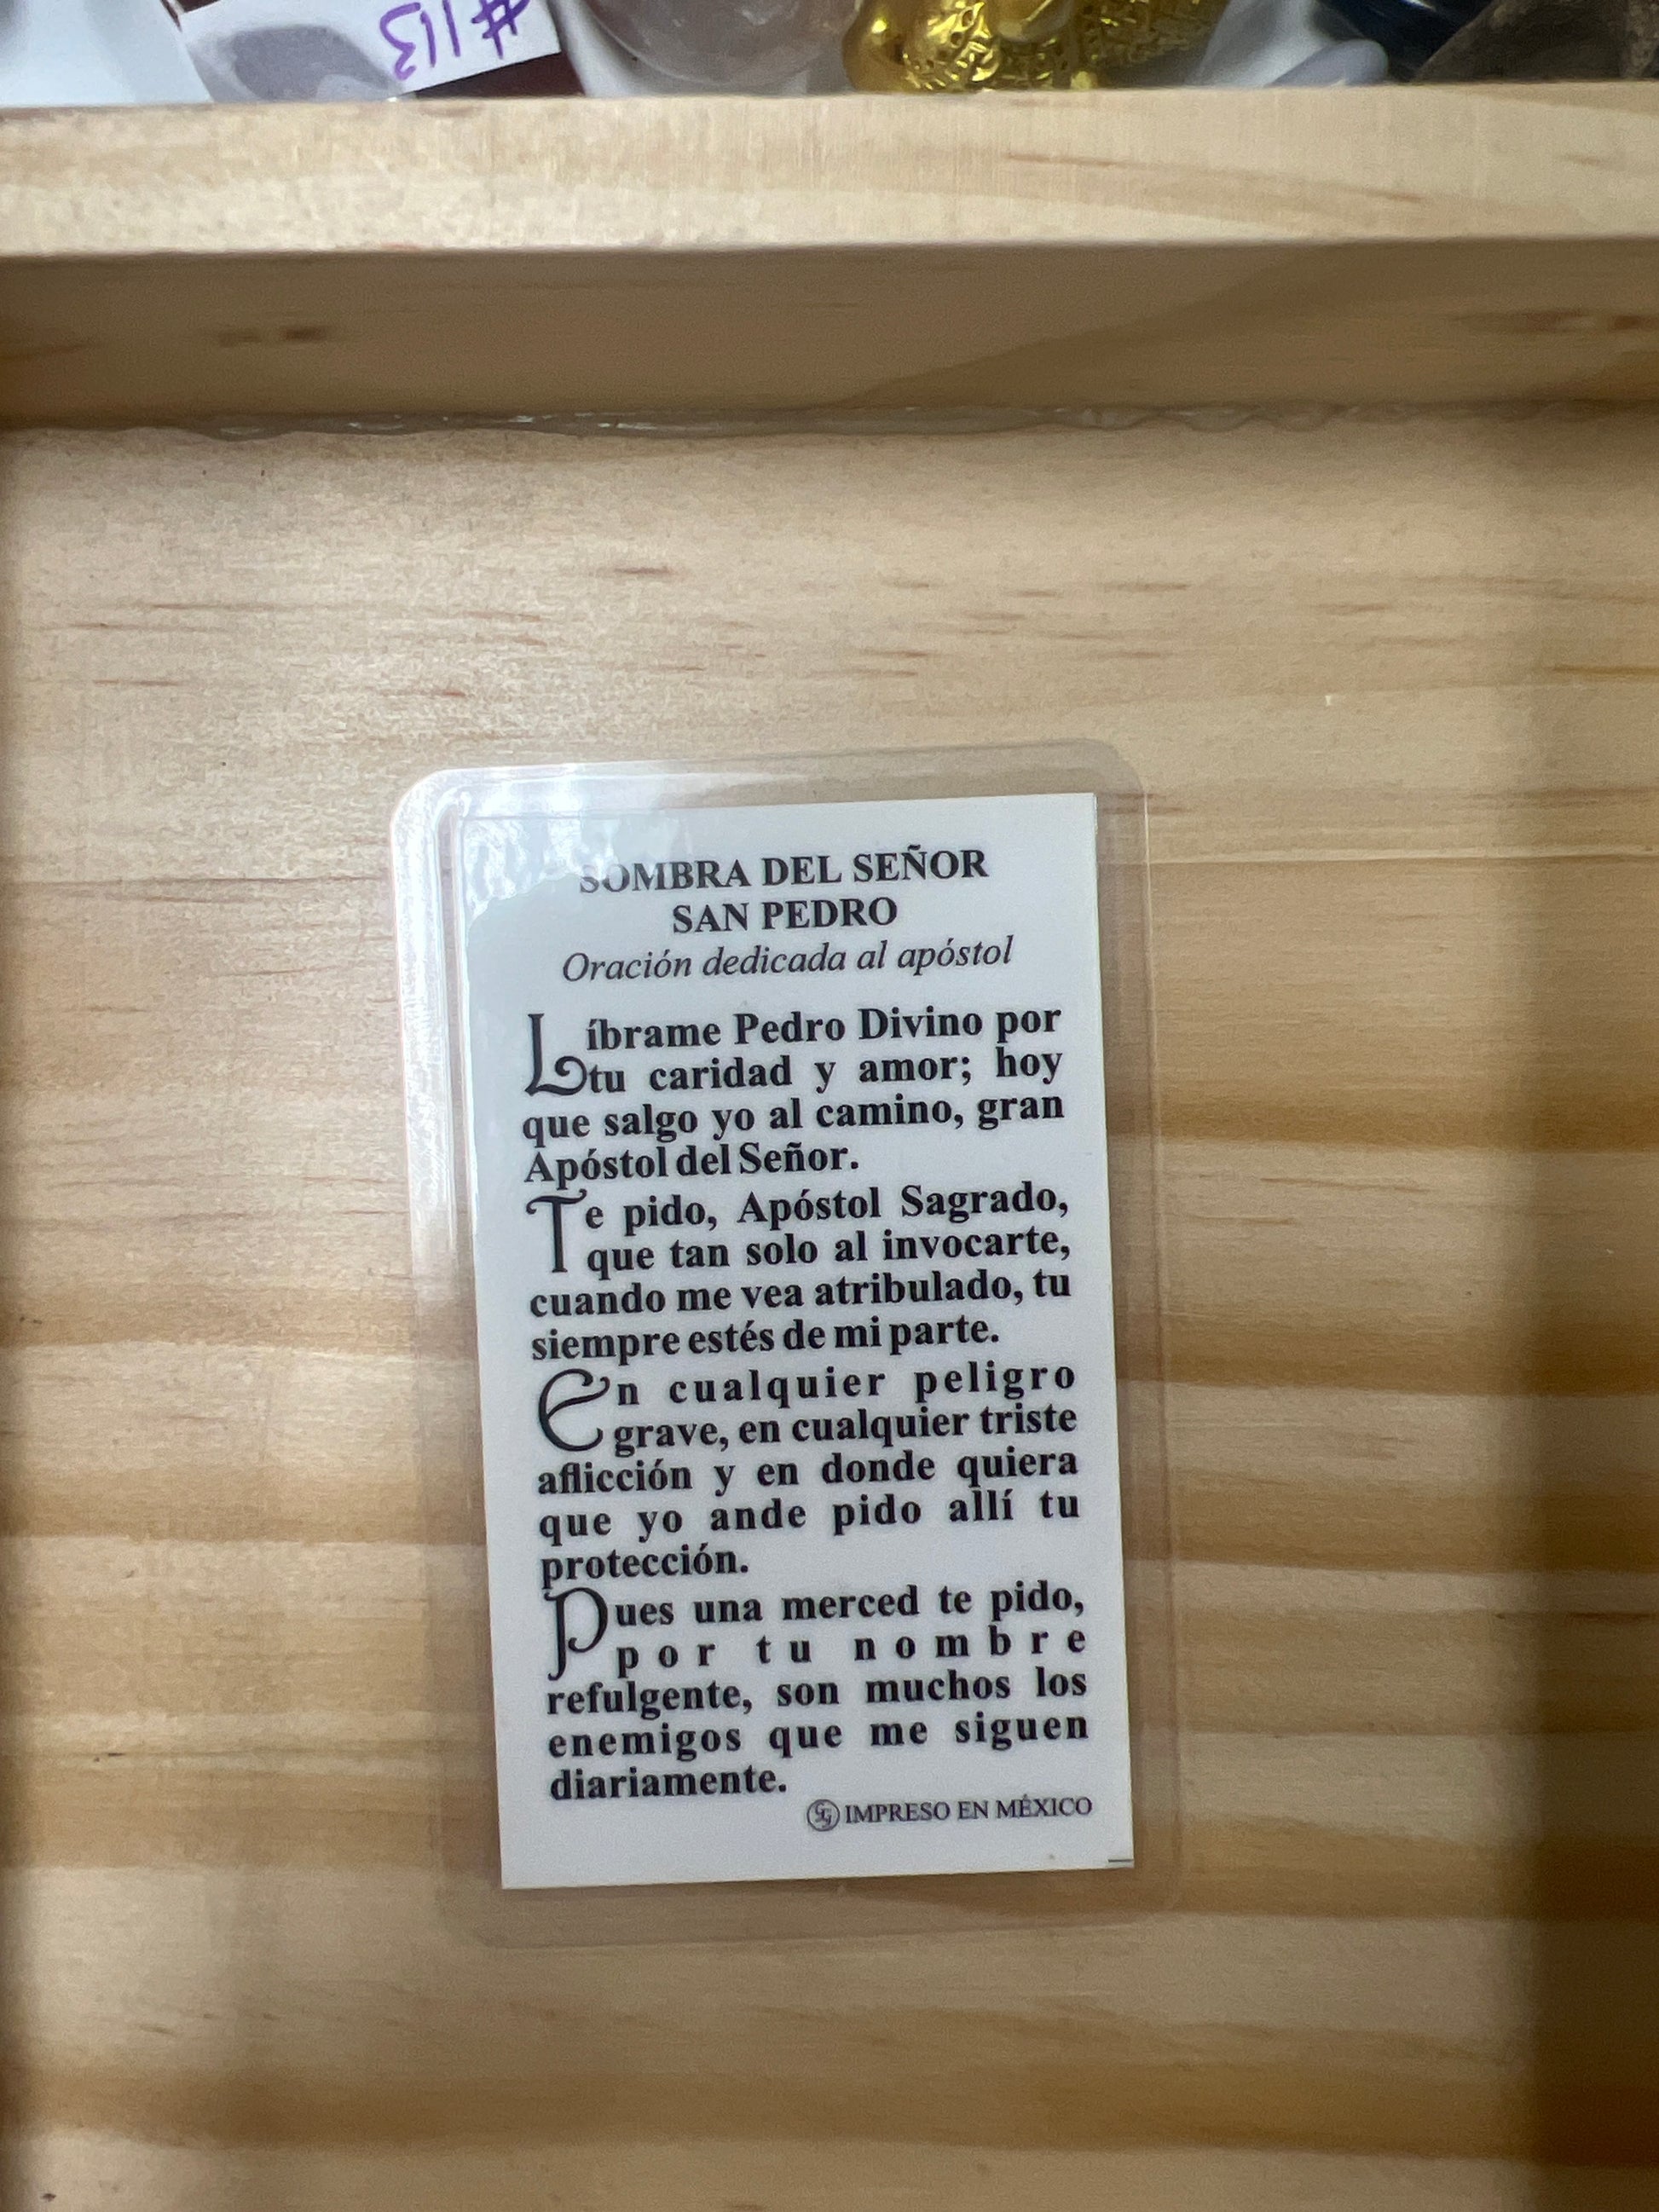 #113
SOMBRA DEL SEÑOR
SAN PEDRO
Oración dedicada al apóstol
Líbrame Pedro Divino por
tu caridad y amor; hoy
que salgo yo al camino, gran
Apóstol del Señor.
Te pido, Apóstol Sagrado,
que tan solo al invocarte,
cuando me vea atribulado, tu
siempre estés de mi parte.
En cualquier peligro
grave, en cualquier triste
aflicción y en donde quiera
que yo ande pido allí tu
protección.
Pues una merced te pido,
por tu nombre
refulgente, son muchos los
enemigos que me siguen
diariamente.
SG IMPRESO EN MÉXICO